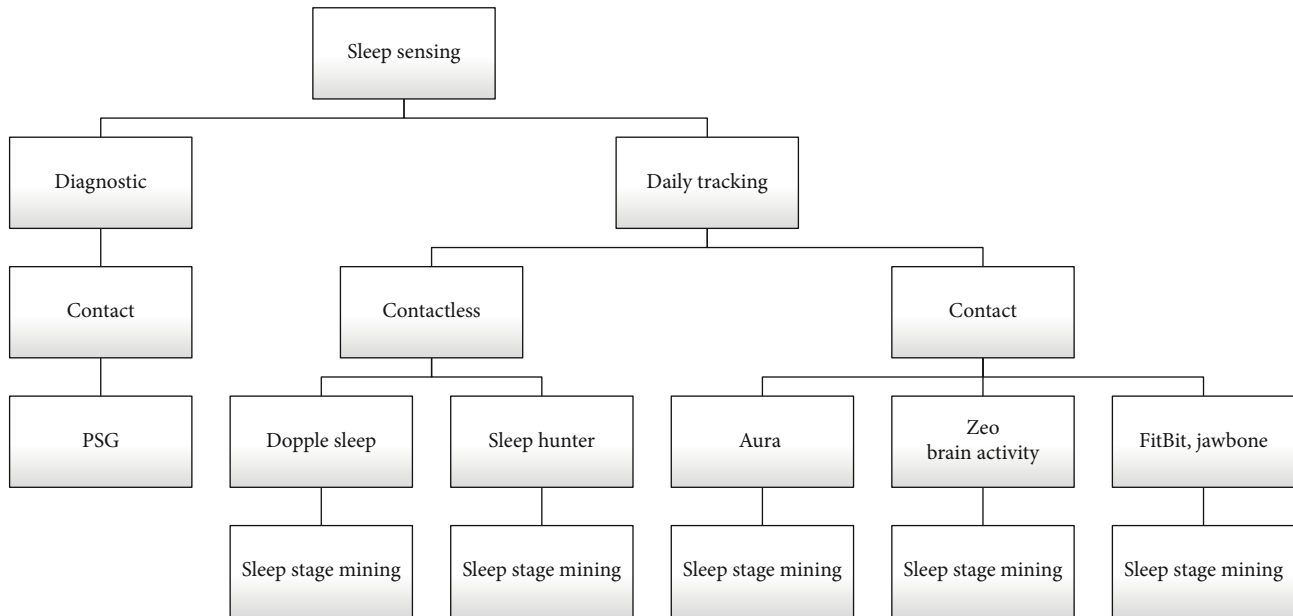 Sleep sensing
Diagnostic
Daily tracking
Contact
Contactless
Contact
PSG
Dopple sleep
Sleep hunter
Aura
Zeo
brain activity
FitBit, jawbone
Sleep stage mining
Sleep stage mining
Sleep stage mining
Sleep stage mining
Sleep stage mining